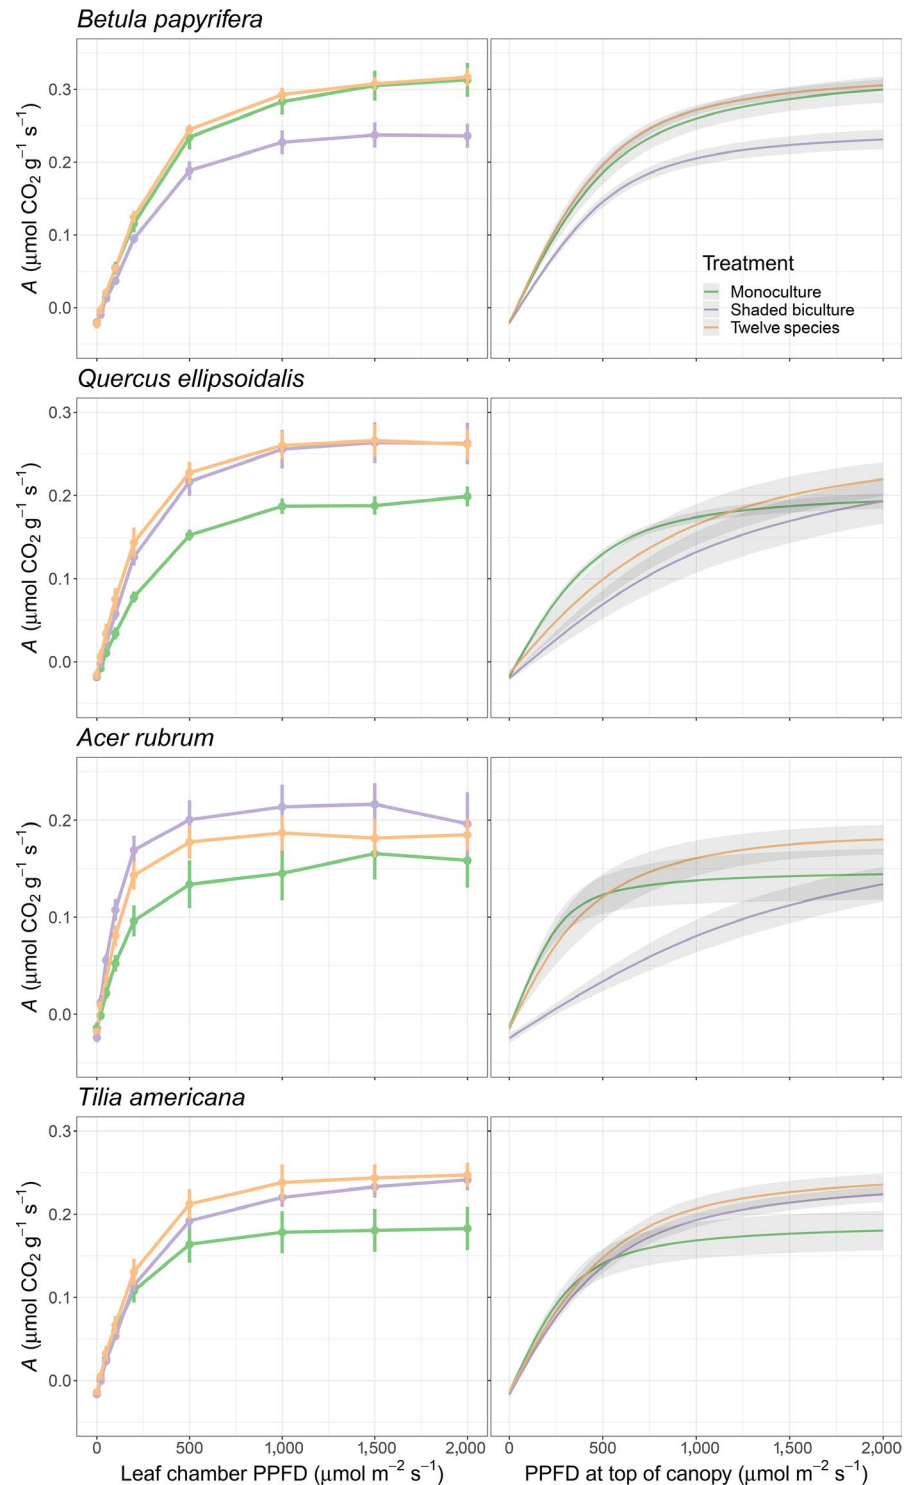 Betula papyrifera
A (μmol CO₂ g⁻¹ s⁻¹)
0.3
0.2
0.1
0.0
Treatment
Monoculture
Shaded biculture
Twelve species
Quercus ellipsoidalis
A (μmol CO₂ g⁻¹ s⁻¹)
0.3
0.2
0.1
0.0
Acer rubrum
A (μmol CO₂ g⁻¹ s⁻¹)
0.2
0.1
0.0
Tilia americana
A (μmol CO₂ g⁻¹ s⁻¹)
0.3
0.2
0.1
0.0
0 500 1,000 1,500 2,000 0 500 1,000 1,500 2,000
Leaf chamber PPFD (μmol m⁻² s⁻¹) PPFD at top of canopy (μmol m⁻² s⁻¹)